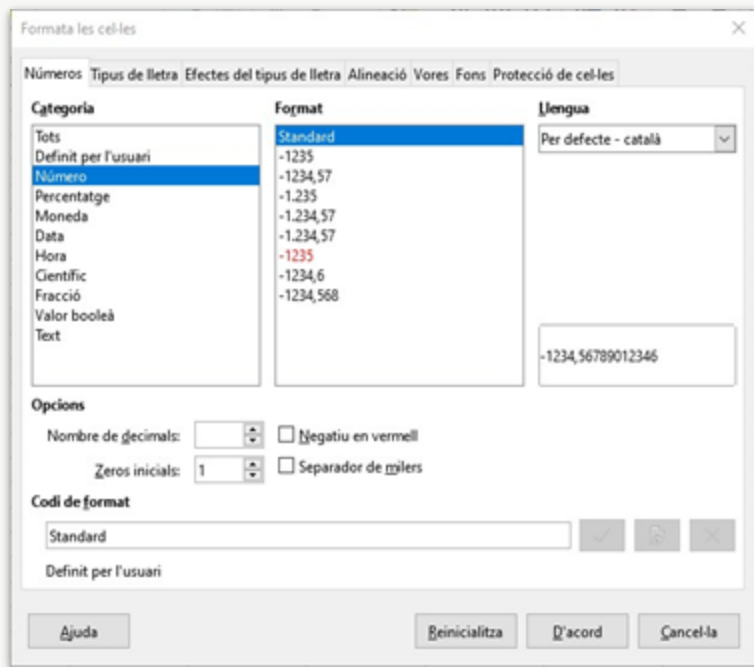 Formata les cel·les
Números Tipus de lletra Efectes del tipus de lletra Alineació Vores Fons Protecció de cel·les
Categoria
Tots
Definit per l'usuari
Número
Percentatge
Moneda
Data
Hora
Científic
Fracció
Valor booleà
Text
Format
Standard
-1235
-1234,57
-1.235
-1.234,57
-1.234,57
-1235
-1234,6
-1234,568
Llengua
Per defecte - català
-1234,56789012346
Opcions
Nombre de decimals:
Negatiu en vermell
Zeros inicials: 1
Separador de milers
Codi de format
Standard
Definit per l'usuari
Ajuda Reinicialitza D'acord Cancel·la